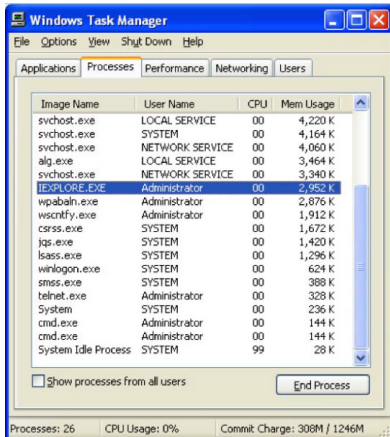 Windows Task Manager
File Options View Shut Down Help
Applications Processes Performance Networking Users
Image Name User Name CPU Mem Usage
svchost.exe LOCAL SERVICE 00 4,220 K
svchost.exe SYSTEM 00 4,164 K
svchost.exe NETWORK SERVICE 00 4,060 K
alg.exe LOCAL SERVICE 00 3,464 K
svchost.exe NETWORK SERVICE 00 3,340 K
IEXPLORE.EXE Administrator 00 2,952 K
wpabaln.exe Administrator 00 2,876 K
wscntfy.exe Administrator 00 1,912 K
csrss.exe SYSTEM 00 1,672 K
jqs.exe SYSTEM 00 1,420 K
lsass.exe SYSTEM 00 1,296 K
winlogon.exe SYSTEM 00 624 K
smss.exe SYSTEM 00 388 K
telnet.exe Administrator 00 328 K
System SYSTEM 00 236 K
cmd.exe Administrator 00 144 K
cmd.exe Administrator 00 144 K
System Idle Process SYSTEM 99 28 K
Show processes from all users End Process
Processes: 26 CPU Usage: 0% Commit Charge: 308M / 1246M